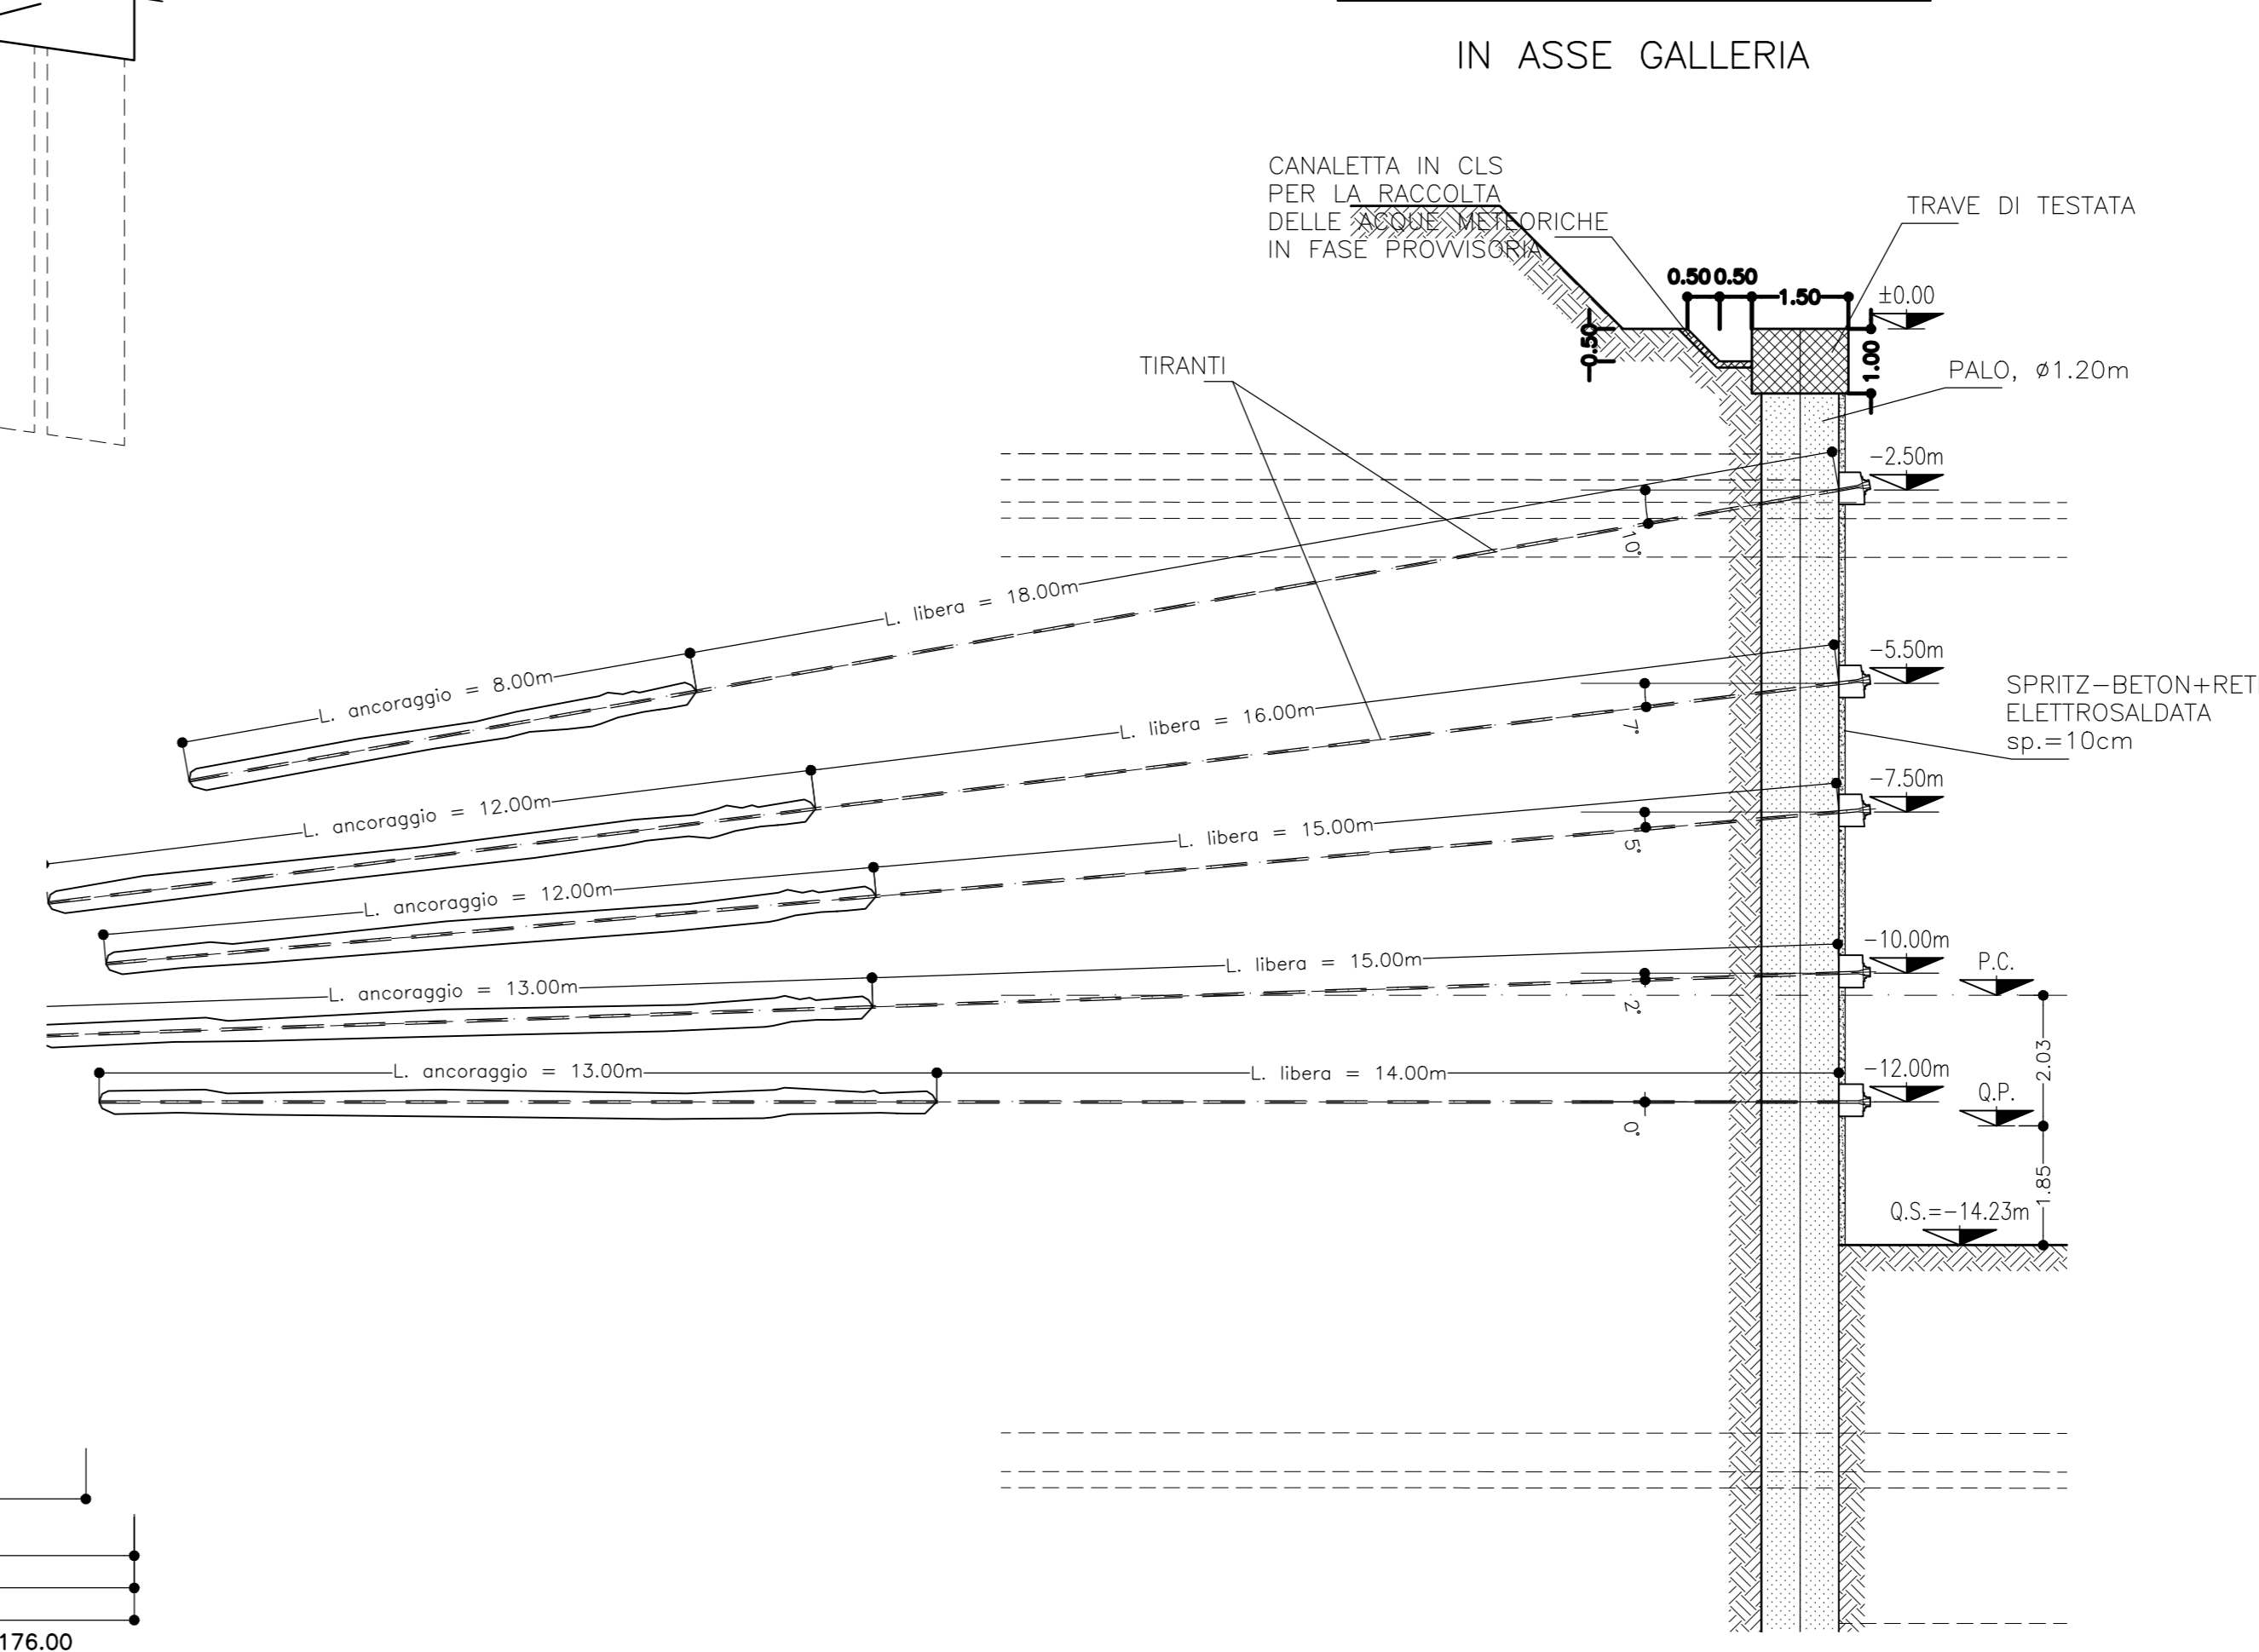 IN ASSE GALLERIA
CANALETTA IN CLS
PER LA RACCOLTA
DELLE ACQUE METEORICHE
IN FASE PROVVISORIA
TRAVE DI TESTATA
0.50 0.50
1.50
±0.00
0.50
1.00
TIRANTI
PALO, ø1.20m
-2.50m
10°
L. libera = 18.00m
L. ancoraggio = 8.00m
-5.50m
7°
L. libera = 16.00m
L. ancoraggio = 12.00m
SPRITZ-BETON+RETE
ELETTROSALDATA
sp.=10cm
-7.50m
5°
L. libera = 15.00m
L. ancoraggio = 12.00m
-10.00m
2°
L. libera = 15.00m
L. ancoraggio = 13.00m
P.C.
2.03
-12.00m
0°
L. libera = 14.00m
L. ancoraggio = 13.00m
Q.P.
1.85
Q.S.=-14.23m
176.00